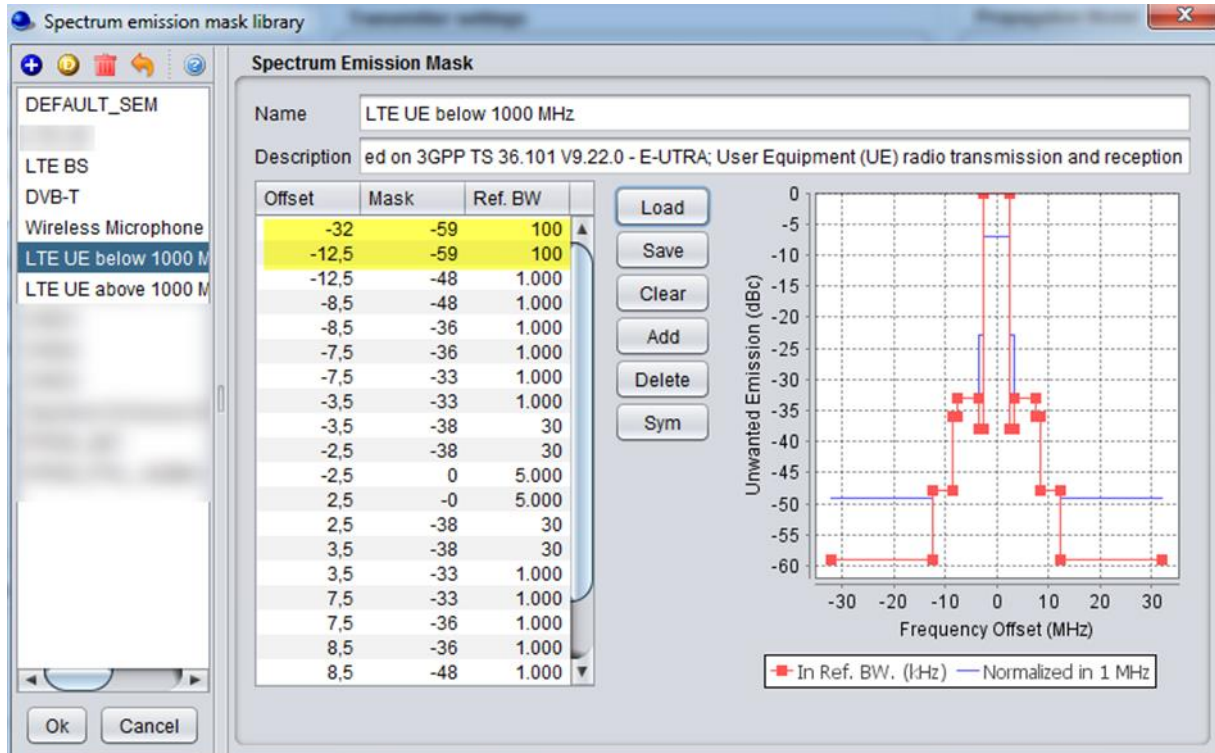 Spectrum emission mask library
Spectrum Emission Mask
DEFAULT_SEM
LTE BS
DVB-T
Wireless Microphone
LTE UE below 1000 M
LTE UE above 1000 M
Ok Cancel
Name LTE UE below 1000 MHz
Description ed on 3GPP TS 36.101 V9.22.0 - E-UTRA; User Equipment (UE) radio transmission and reception
Offset Mask Ref. BW
-32 -59 100
-12,5 -59 100
-12,5 -48 1.000
-8,5 -48 1.000
-8,5 -36 1.000
-7,5 -36 1.000
-7,5 -33 1.000
-3,5 -33 1.000
-3,5 -38 30
-2,5 -38 30
-2,5 0 5.000
2,5 -0 5.000
2,5 -38 30
3,5 -38 30
3,5 -33 1.000
7,5 -33 1.000
7,5 -36 1.000
8,5 -36 1.000
8,5 -48 1.000
Load
Save
Clear
Add
Delete
Sym
Unwanted Emission (dBc)
0
-5
-10
-15
-20
-25
-30
-35
-40
-45
-50
-55
-60
-30 -20 -10 0 10 20 30
Frequency Offset (MHz)
In Ref. BW. (kHz) Normalized in 1 MHz